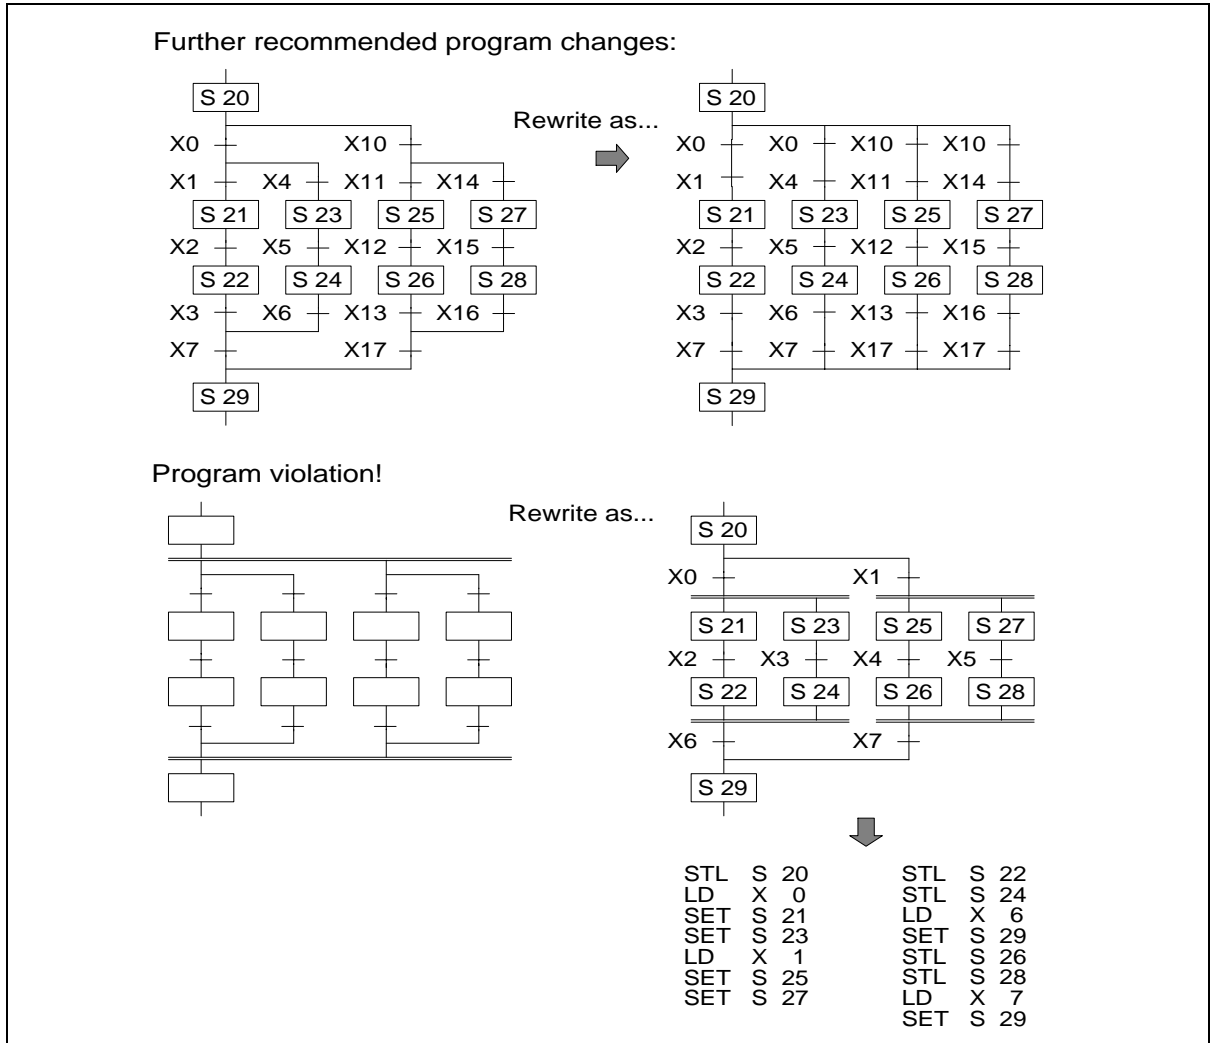 Further recommended program changes:
S 20
S 20
Rewrite as...
X0 X10
X0 X0 X10 X10
X1 X4 X11 X14
X1 X4 X11 X14
S 21 S 23 S 25 S 27
S 21 S 23 S 25 S 27
X2 X5 X12 X15
X2 X5 X12 X15
S 22 S 24 S 26 S 28
S 22 S 24 S 26 S 28
X3 X6 X13 X16
X3 X6 X13 X16
X7 X17
X7 X7 X17 X17
S 29
S 29
Program violation!
Rewrite as...
S 20
X0 X1
S 21 S 23 S 25 S 27
X2 X3 X4 X5
S 22 S 24 S 26 S 28
X6 X7
S 29
STL S 20
LD X 0
SET S 21
SET S 23
LD X 1
SET S 25
SET S 27
STL S 22
STL S 24
LD X 6
SET S 29
STL S 26
STL S 28
LD X 7
SET S 29